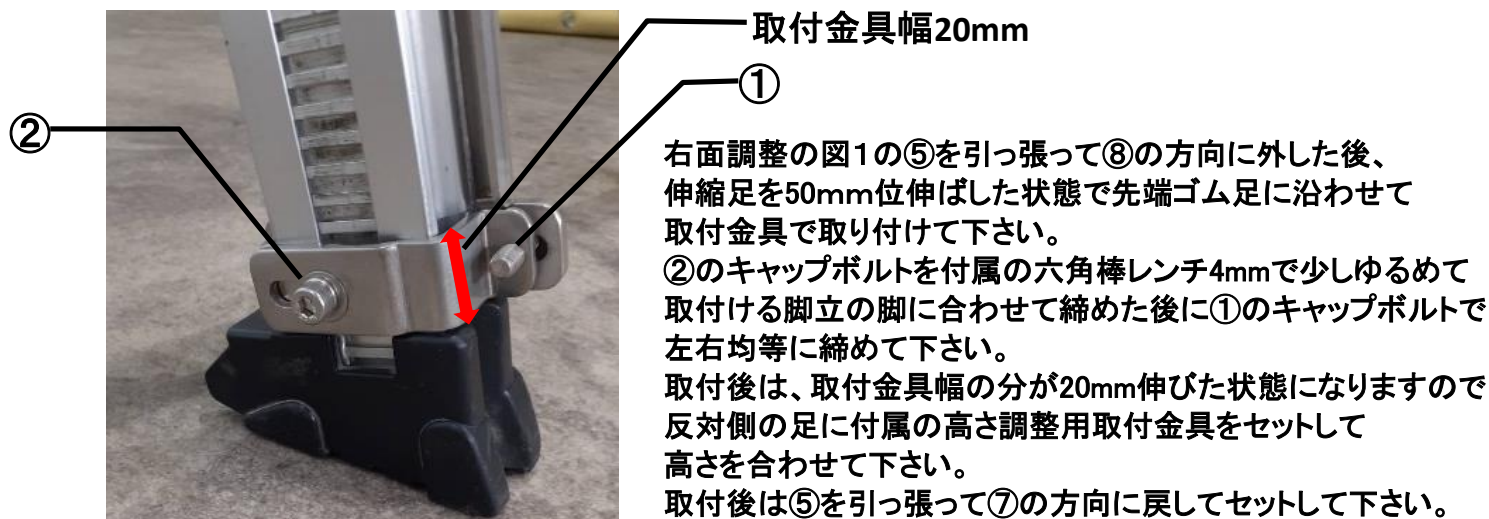 取付金具幅20mm
①
②
右面調整の図1の⑤を引っ張って⑧の方向に外した後、
伸縮足を50mm位伸ばした状態で先端ゴム足に沿わせて
取付金具で取り付けて下さい。
②のキャップボルトを付属の六角棒レンチ4mmで少しゆるめて
取付ける脚立の脚に合わせて締めた後に①のキャップボルトで
左右均等に締めて下さい。
取付後は、取付金具幅の分が20mm伸びた状態になりますので
反対側の足に付属の高さ調整用取付金具をセットして
高さを合わせて下さい。
取付後は⑤を引っ張って⑦の方向に戻してセットして下さい。